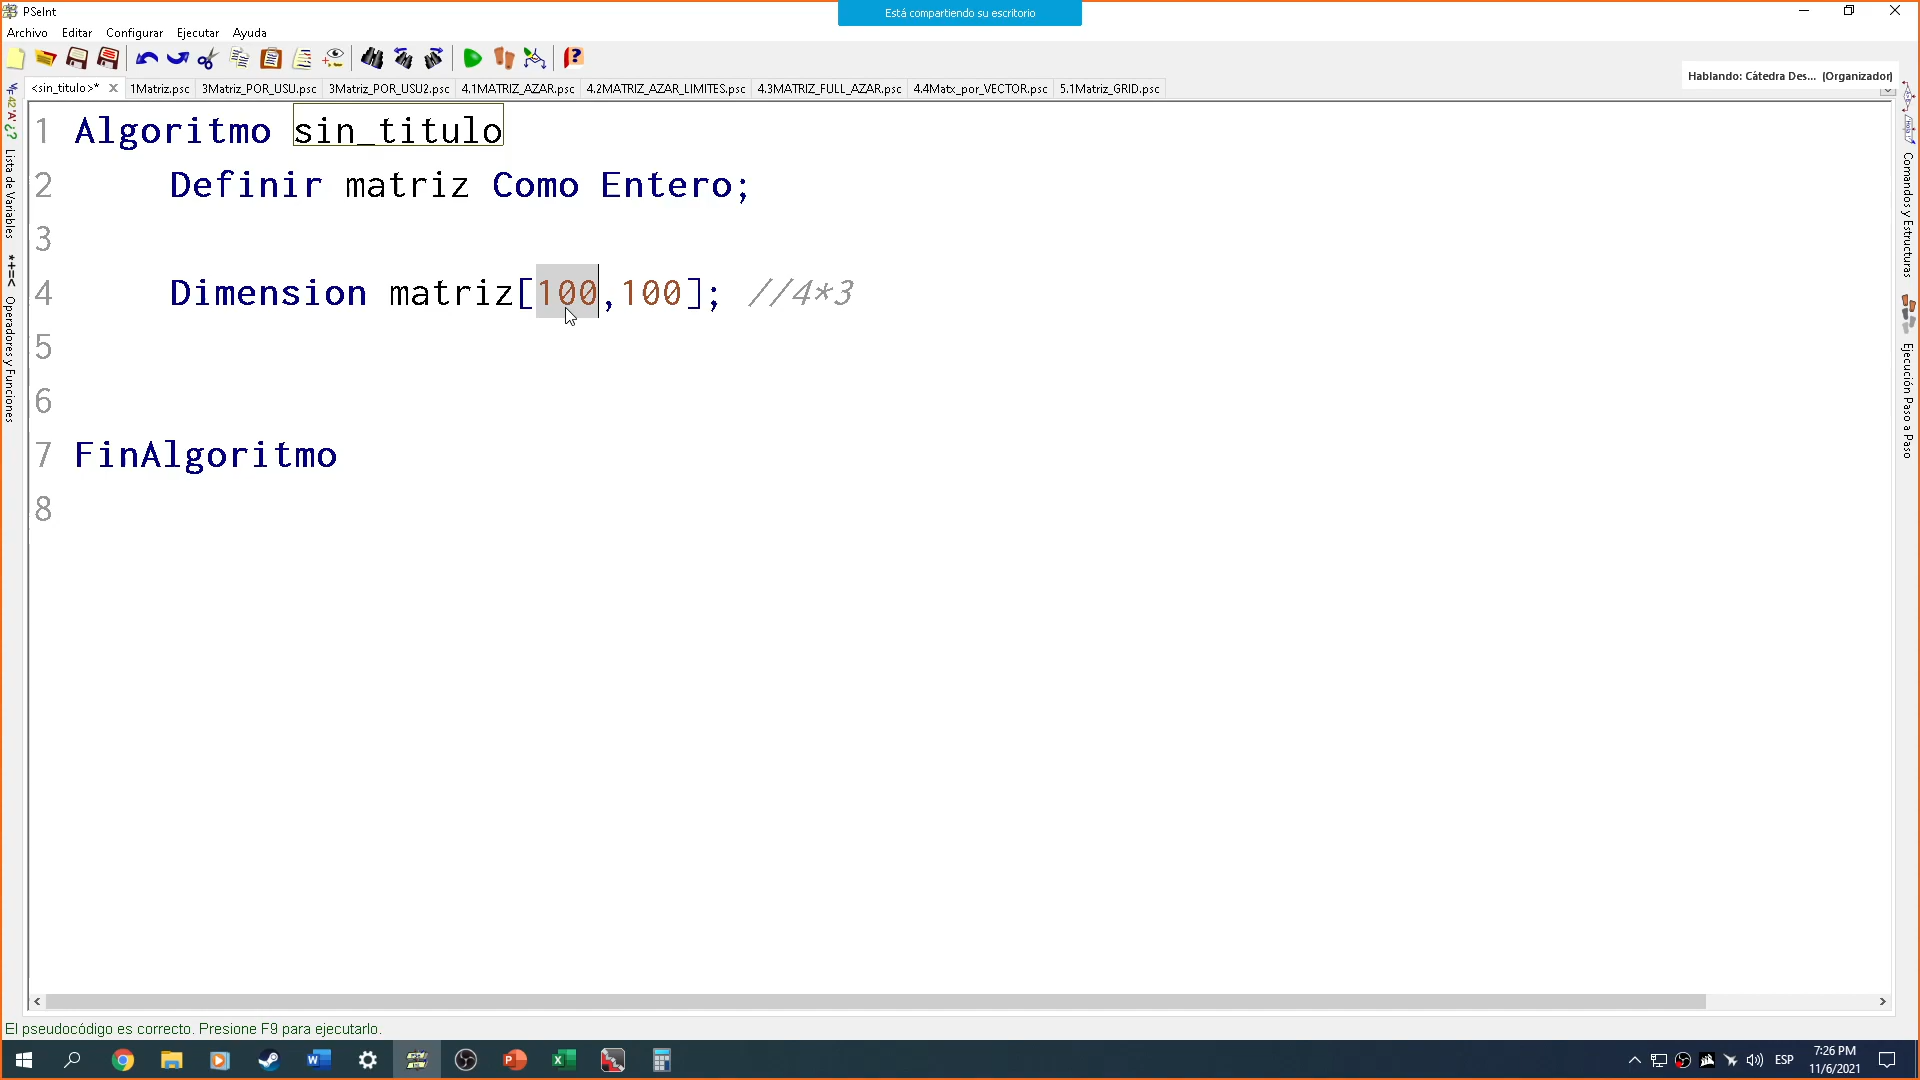 PSeInt
Está compartiendo su escritorio
Archivo Editar Configurar Ejecutar Ayuda
Hablando: Cátedra Des... (Organizador)
<sin_titulo>* 1Matriz.psc 3Matriz_POR_USU.psc 3Matriz_POR_USU2.psc 4.1MATRIZ_AZAR.psc 4.2MATRIZ_AZAR_LIMITES.psc 4.3MATRIZ_FULL_AZAR.psc 4.4Matx_por_VECTOR.psc 5.1Matriz_GRID.psc
1 Algoritmo sin_titulo
2 Definir matriz Como Entero;
3
4 Dimension matriz[100,100]; //4*3
5
6
7 FinAlgoritmo
8
Lista de Variables
*+=< Operadores y Funciones
Comandos y Estructuras
Ejecución Paso a Paso
El pseudocódigo es correcto. Presione F9 para ejecutarlo.
ESP
7:26 PM
11/6/2021